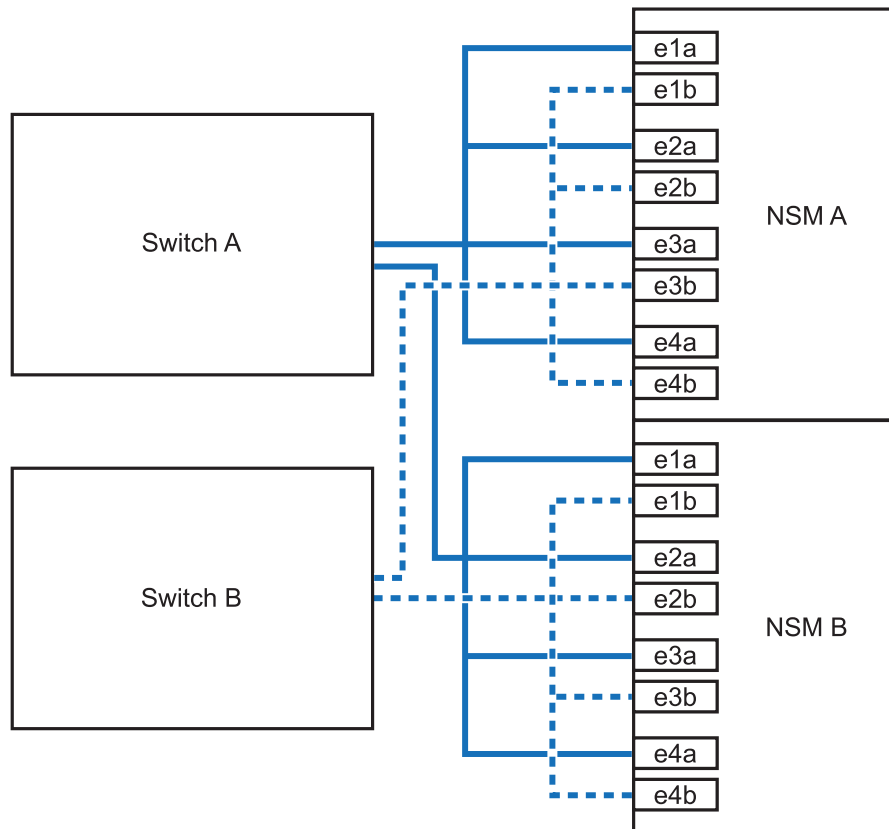 Switch A
Switch B
e1a
e1b
e2a
e2b
e3a
e3b
e4a
e4b
NSM A
e1a
e1b
e2a
e2b
e3a
e3b
e4a
e4b
NSM B